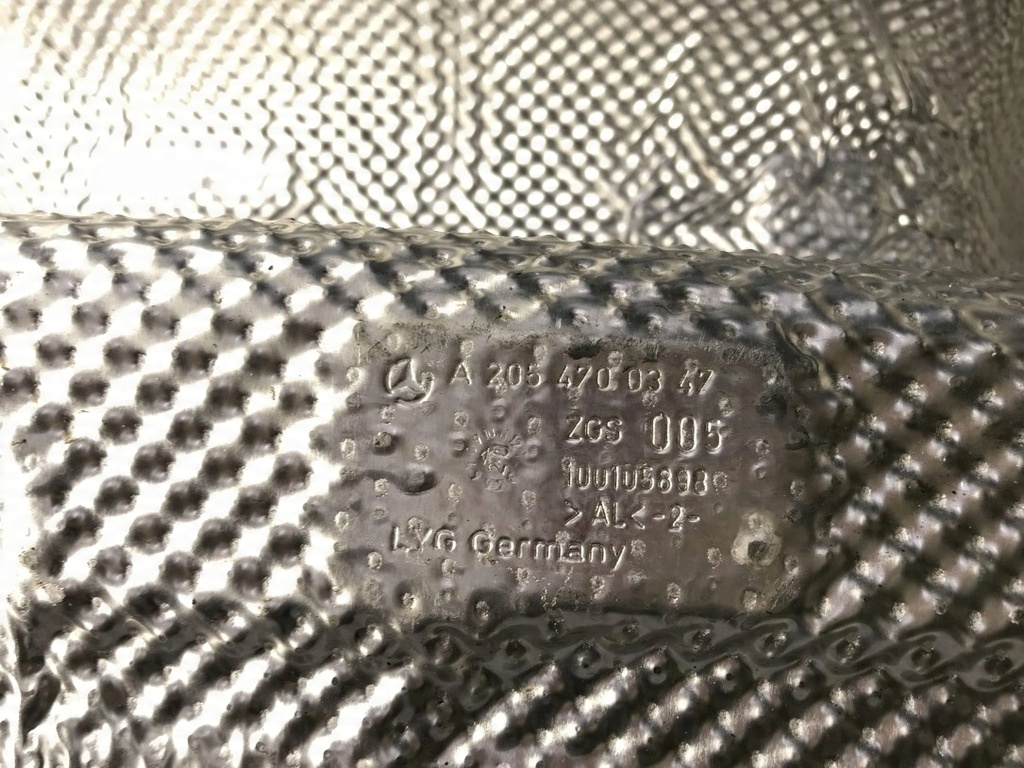 A 205 470 03 47
ZGS 005
100105898
>AL<-2-
LYG Germany